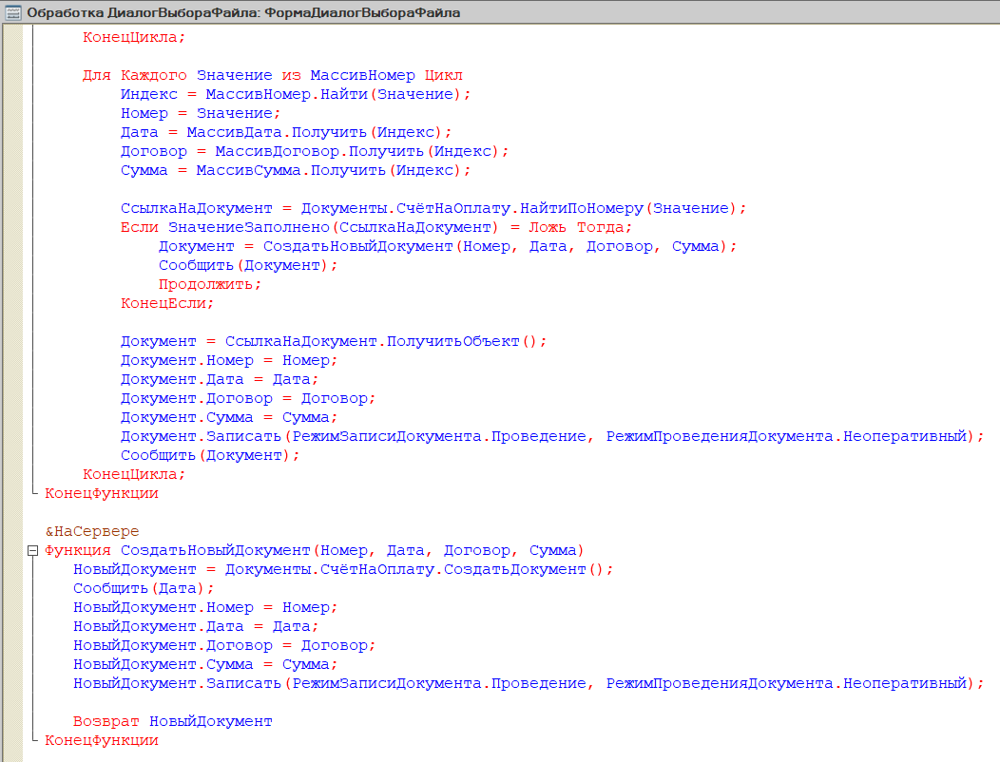 Обработка ДиалогВыбораФайла: ФормаДиалогВыбораФайла
КонецЦикла;
Для Каждого Значение из МассивНомер Цикл
Индекс = МассивНомер.Найти(Значение);
Номер = Значение;
Дата = МассивДата.Получить(Индекс);
Договор = МассивДоговор.Получить(Индекс);
Сумма = МассивСумма.Получить(Индекс);
СсылкаНаДокумент = Документы.СчётНаОплату.НайтиПоНомеру(Значение);
Если ЗначениеЗаполнено(СсылкаНаДокумент) = Ложь Тогда;
Документ = СоздатьНовыйДокумент(Номер, Дата, Договор, Сумма);
Сообщить(Документ);
Продолжить;
КонецЕсли;
Документ = СсылкаНаДокумент.ПолучитьОбъект();
Документ.Номер = Номер;
Документ.Дата = Дата;
Документ.Договор = Договор;
Документ.Сумма = Сумма;
Документ.Записать(РежимЗаписиДокумента.Проведение, РежимПроведенияДокумента.Неоперативный);
Сообщить(Документ);
КонецЦикла;
КонецФункции
&НаСервере
Функция СоздатьНовыйДокумент(Номер, Дата, Договор, Сумма)
НовыйДокумент = Документы.СчётНаОплату.СоздатьДокумент();
Сообщить(Дата);
НовыйДокумент.Номер = Номер;
НовыйДокумент.Дата = Дата;
НовыйДокумент.Договор = Договор;
НовыйДокумент.Сумма = Сумма;
НовыйДокумент.Записать(РежимЗаписиДокумента.Проведение, РежимПроведенияДокумента.Неоперативный);
Возврат НовыйДокумент
КонецФункции